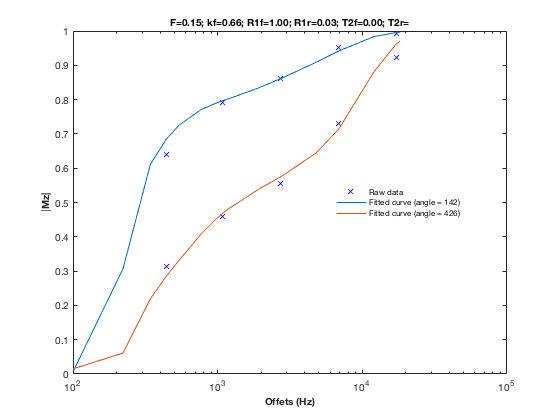 F=0.15; kf=0.66; R1f=1.00; R1r=0.03; T2f=0.00; T2r=
1
0.9
0.8
0.7
0.6
0.5
0.4
0.3
0.2
0.1
0
|Mz|
Raw data
Fitted curve (angle = 142)
Fitted curve (angle = 426)
10^2 10^3 10^4 10^5
Offets (Hz)